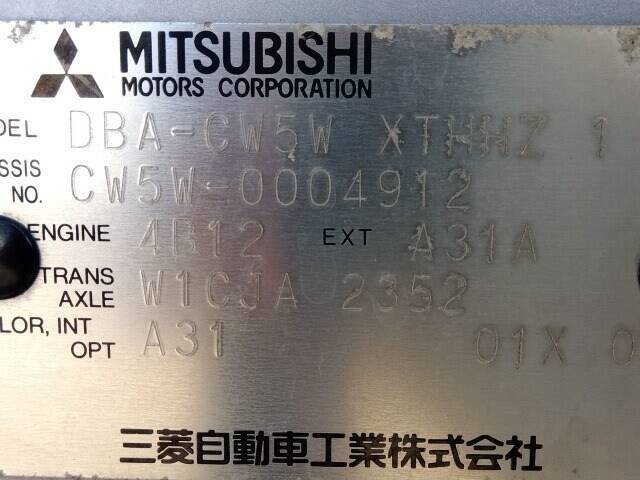 MITSUBISHI
MOTORS CORPORATION
DEL DBA-CW5W XTHHZ 1
SSIS NO. CW5W-0004912
ENGINE 4B12 EXT A31A
TRANS AXLE W1CJA 2352
LOR, INT OPT A31 01X 0
三菱自動車工業株式会社